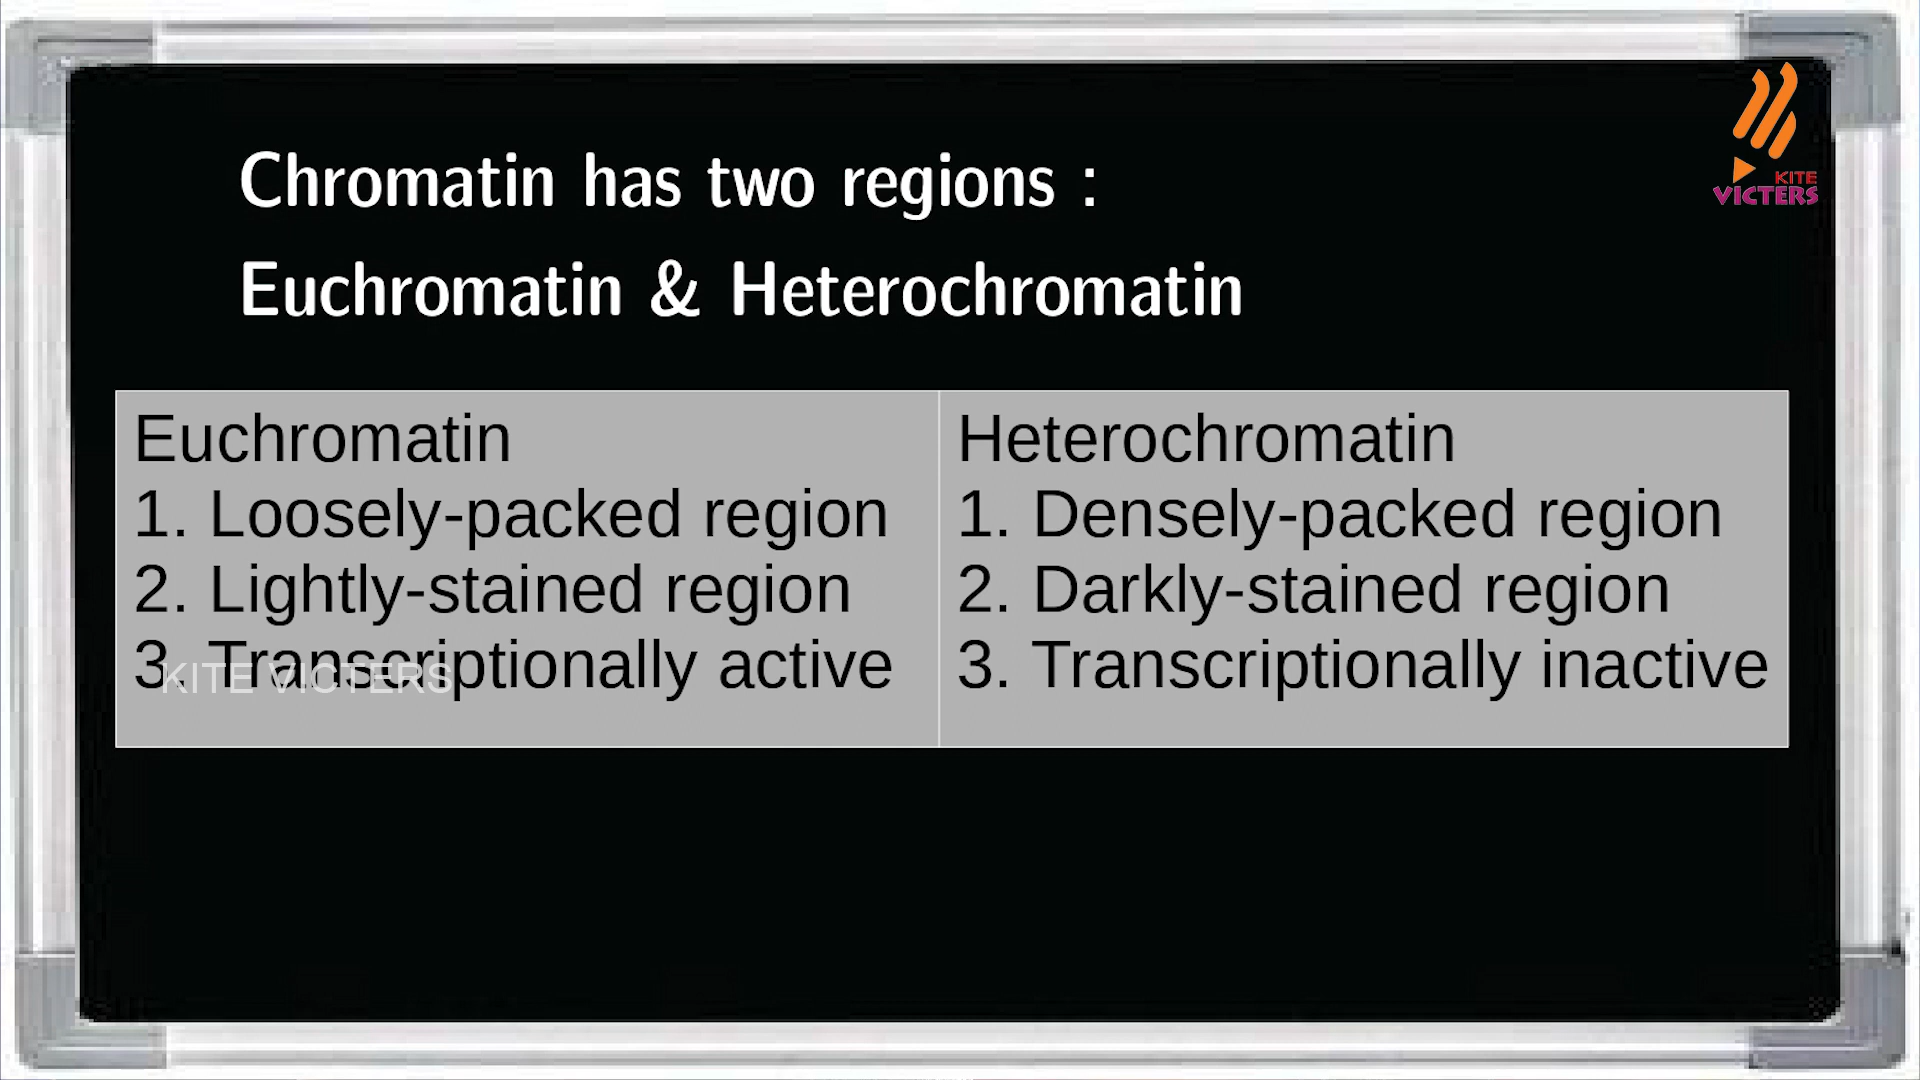 KITE
VICTERS
Chromatin has two regions :
Euchromatin & Heterochromatin
Euchromatin
1. Loosely-packed region
2. Lightly-stained region
3. Transcriptionally active
Heterochromatin
1. Densely-packed region
2. Darkly-stained region
3. Transcriptionally inactive
KITE VICTERS